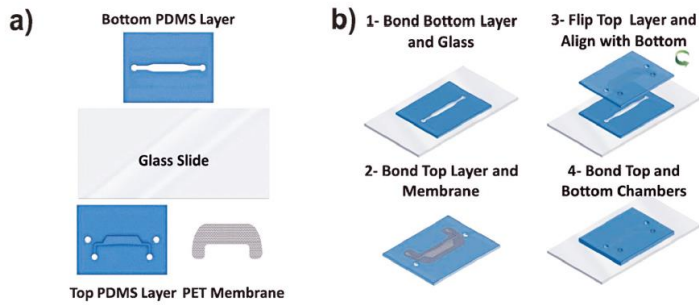 a)
Bottom PDMS Layer
Glass Slide
Top PDMS Layer PET Membrane
b)
1- Bond Bottom Layer
and Glass
2- Bond Top Layer and
Membrane
3- Flip Top Layer and
Align with Bottom
4- Bond Top and
Bottom Chambers